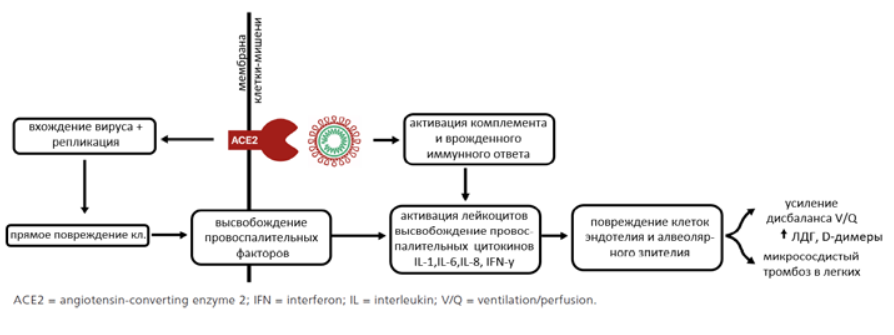 мембрана
клетки-мишени
вхождение вируса +
репликация
ACE2
активация комплемента
и врожденного
иммунного ответа
прямое повреждение кл.
высвобождение
провоспалительных
факторов
активация лейкоцитов
высвобождение провос-
палительных цитокинов
IL-1,IL-6,IL-8, IFN-γ
повреждение клеток
эндотелия и алвеоляр-
ного эпителия
усиление
дисбаланса V/Q
ЛДГ, D-димеры
микрососдистый
тромбоз в легких
ACE2 = angiotensin-converting enzyme 2; IFN = interferon; IL = interleukin; V/Q = ventilation/perfusion.